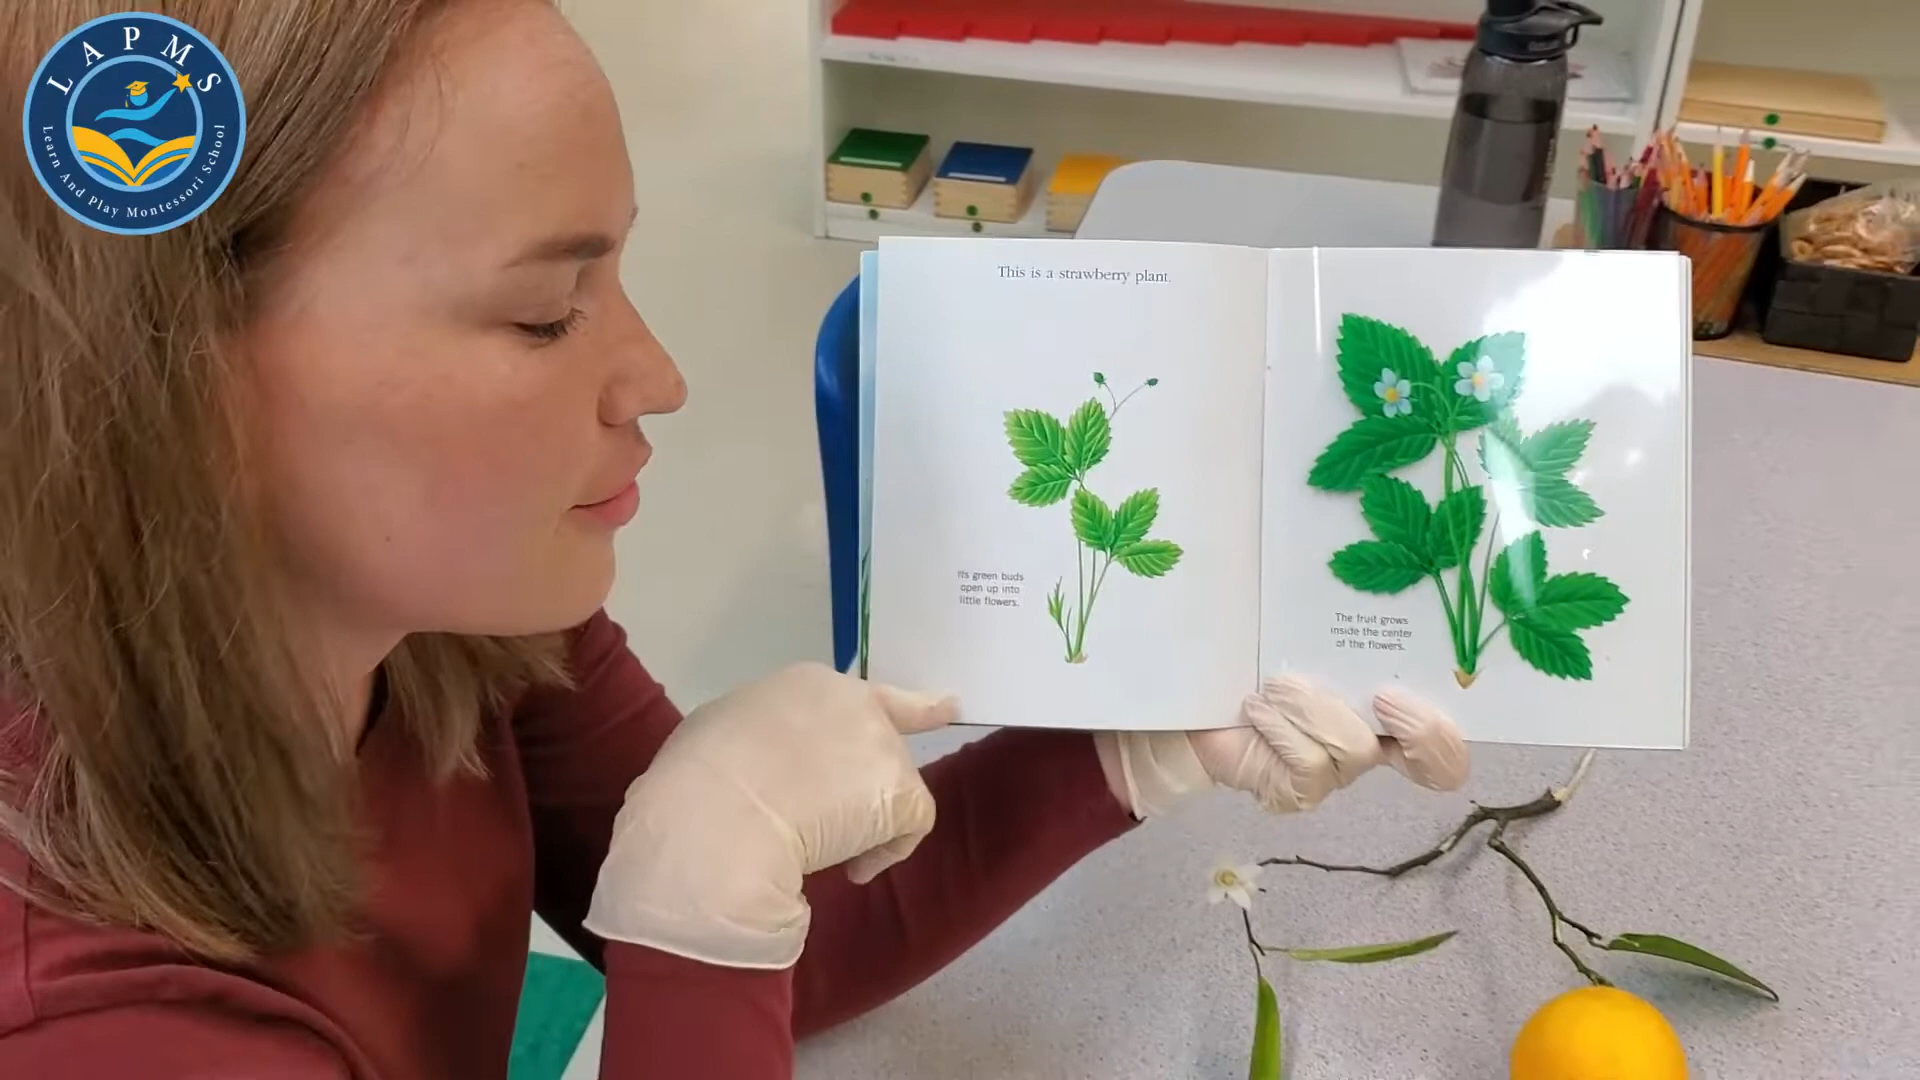 LAPMS
Learn And Play Montessori School
This is a strawberry plant.
Its green buds
open up into
little flowers.
The fruit grows
inside the center
of the flowers.